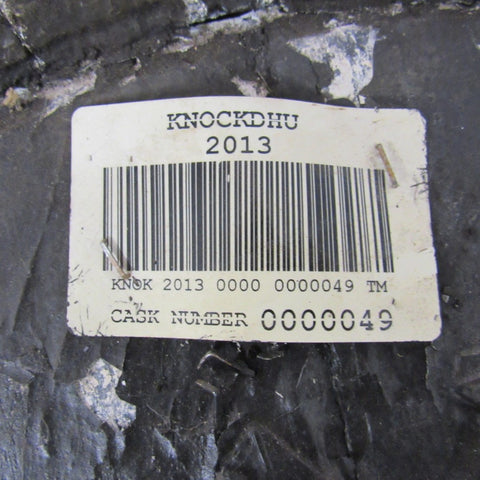 KNOCKDHU
2013
KNOK 2013 0000 0000049 TM
CASK NUMBER 0000049